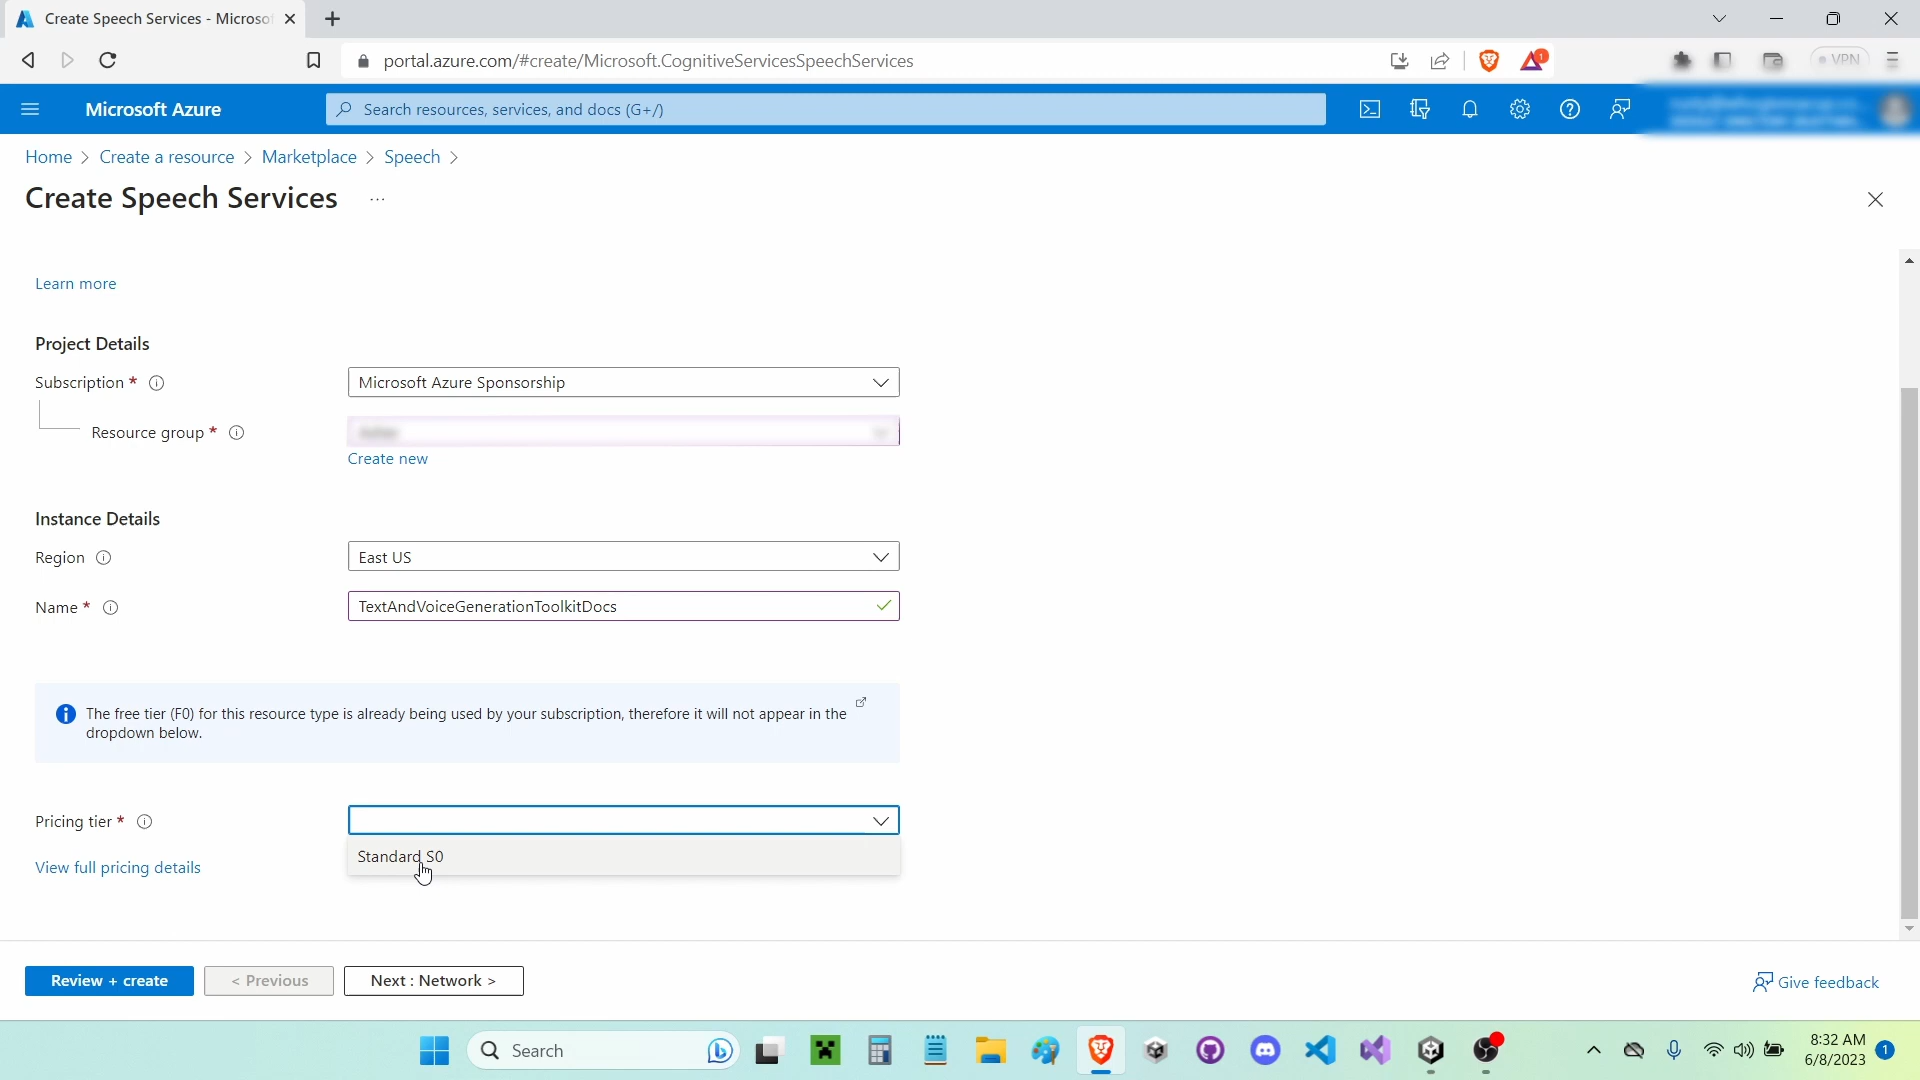 Create Speech Services - Microso
portal.azure.com/#create/Microsoft.CognitiveServicesSpeechServices
1
VPN
Microsoft Azure
Search resources, services, and docs (G+/)
Home > Create a resource > Marketplace > Speech >
Create Speech Services ...
Learn more
Project Details
Subscription *
Microsoft Azure Sponsorship
Resource group *
Create new
Instance Details
Region
East US
Name *
TextAndVoiceGenerationToolkitDocs
The free tier (F0) for this resource type is already being used by your subscription, therefore it will not appear in the
dropdown below.
Pricing tier *
Standard S0
View full pricing details
Review + create
< Previous
Next : Network >
Give feedback
Search
8:32 AM
6/8/2023
1